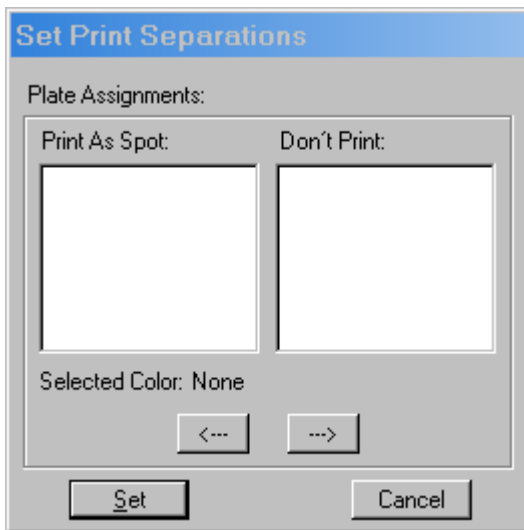 Set Print Separations
Plate Assignments:
Print As Spot: Don´t Print:
Selected Color: None
<--- --->
Set Cancel